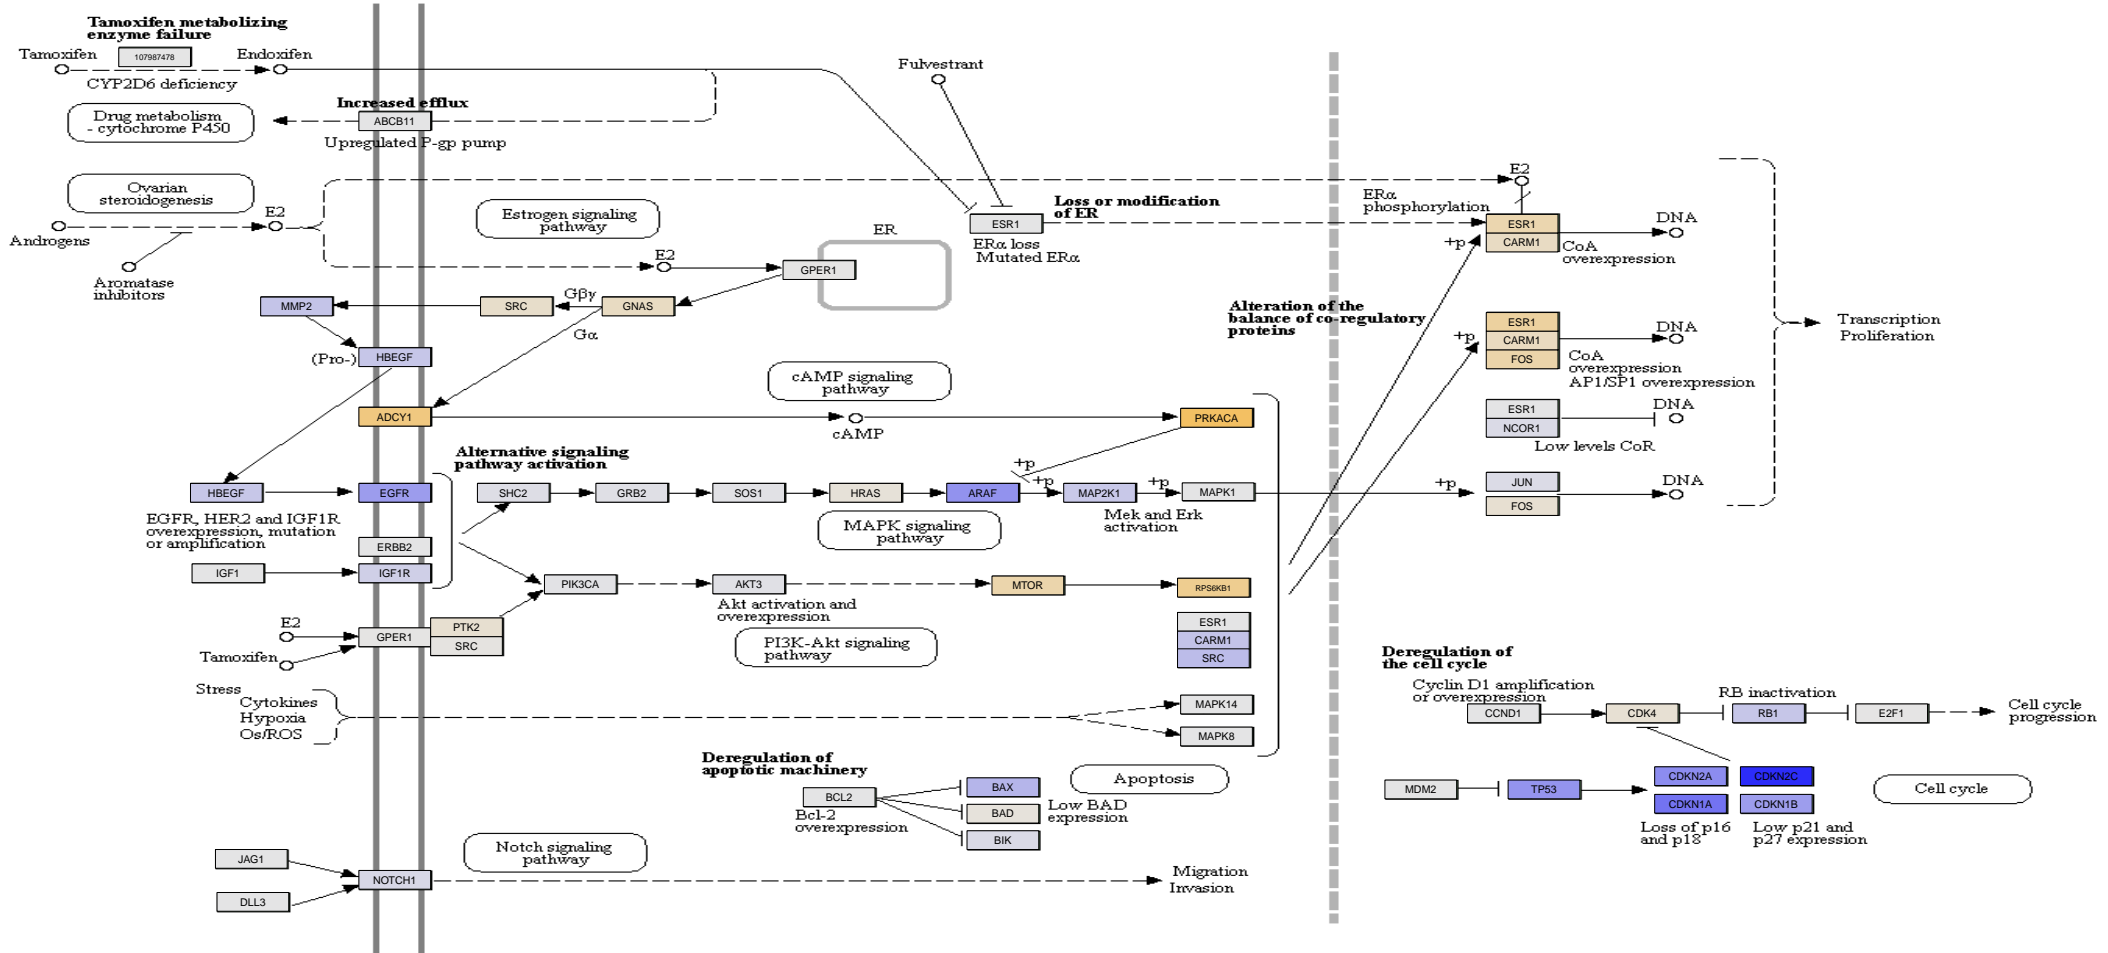 Tamoxifen metabolizing
enzyme failure
Tamoxifen
107987478
Endoxifen
CYP2D6 deficiency
Fulvestrant
Increased efflux
Drug metabolism
- cytochrome P450
ABCB11
Upregulated P-gp pump
Ovarian
steroidogenesis
E2
Androgens
Aromatase
inhibitors
Estrogen signaling
pathway
ER
E2
GPER1
ESR1
ERα loss
Mutated ERα
Loss or modification
of ER
E2
ERα
phosphorylation
+p
ESR1
CARM1
CoA
overexpression
DNA
MMP2
SRC
Gβγ
GNAS
Gα
(Pro-)
HBEGF
Alteration of the
balance of co-regulatory
proteins
+p
ESR1
CARM1
FOS
CoA
overexpression
AP1/SP1 overexpression
DNA
Transcription
Proliferation
cAMP signaling
pathway
ADCY1
cAMP
PRKACA
ESR1
NCOR1
DNA
Low levels CoR
Alternative signaling
pathway activation
HBEGF
EGFR
SHC2
GRB2
SOS1
HRAS
+p
ARAF
+p
MAP2K1
+p
MAPK1
+p
JUN
FOS
DNA
EGFR, HER2 and IGF1R
overexpression, mutation
or amplification
MAPK signaling
pathway
Mek and Erk
activation
ERBB2
IGF1
IGF1R
PIK3CA
AKT3
Akt activation and
overexpression
MTOR
RPS6KB1
E2
Tamoxifen
GPER1
PTK2
SRC
PI3K-Akt signaling
pathway
ESR1
CARM1
SRC
Stress
Cytokines
Hypoxia
Os/ROS
MAPK14
MAPK8
Deregulation of
the cell cycle
Cyclin D1 amplification
or overexpression
RB inactivation
CCND1
CDK4
RB1
E2F1
Cell cycle
progression
MDM2
TP53
CDKN2A
CDKN2C
CDKN1A
CDKN1B
Loss of p16
and p18
Low p21 and
p27 expression
Cell cycle
Deregulation of
apoptotic machinery
Apoptosis
BCL2
Bcl-2
overexpression
BAX
BAD
BIK
Low BAD
expression
Notch signaling
pathway
JAG1
DLL3
NOTCH1
Migration
Invasion